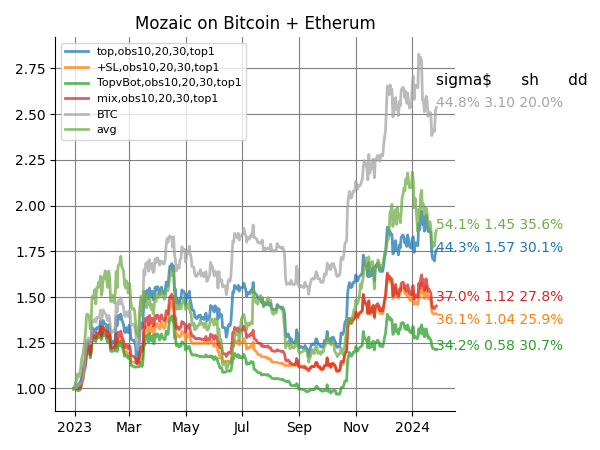 Mozaic on Bitcoin + Etherum
top,obs10,20,30,top1
+SL,obs10,20,30,top1
TopvBot,obs10,20,30,top1
mix,obs10,20,30,top1
BTC
avg
sigma$ sh dd
44.8% 3.10 20.0%
54.1% 1.45 35.6%
44.3% 1.57 30.1%
37.0% 1.12 27.8%
36.1% 1.04 25.9%
34.2% 0.58 30.7%
2.75
2.50
2.25
2.00
1.75
1.50
1.25
1.00
2023 Mar May Jul Sep Nov 2024